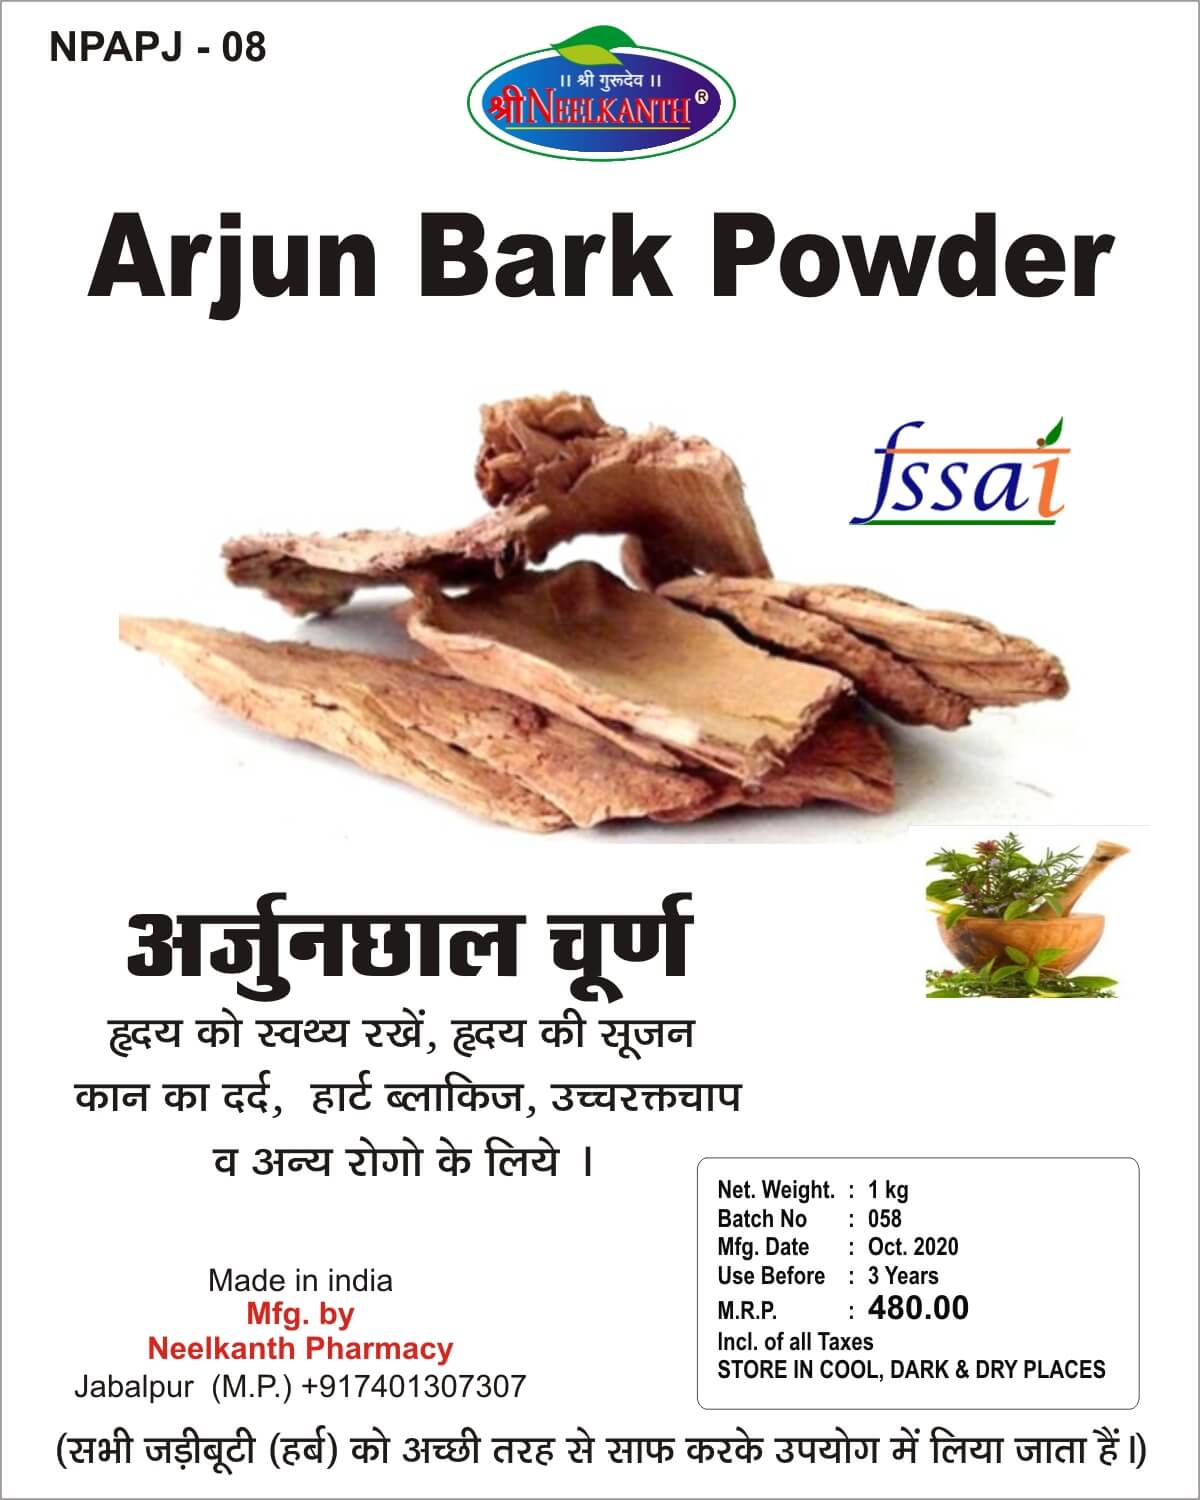 NPAPJ - 08
।। श्री गुरूदेव ।।
श्री NEELKANTH ®
Arjun Bark Powder
fssai
अर्जुनछाल चूर्ण
हृदय को स्वथ्य रखें, हृदय की सूजन
कान का दर्द, हार्ट ब्लाकिज, उच्चरक्तचाप
व अन्य रोगो के लिये ।
Net. Weight. : 1 kg
Batch No : 058
Mfg. Date : Oct. 2020
Use Before : 3 Years
M.R.P. : 480.00
Incl. of all Taxes
STORE IN COOL, DARK & DRY PLACES
Made in india
Mfg. by
Neelkanth Pharmacy
Jabalpur (M.P.) +917401307307
(सभी जड़ीबूटी (हर्ब) को अच्छी तरह से साफ करके उपयोग में लिया जाता हैं।)